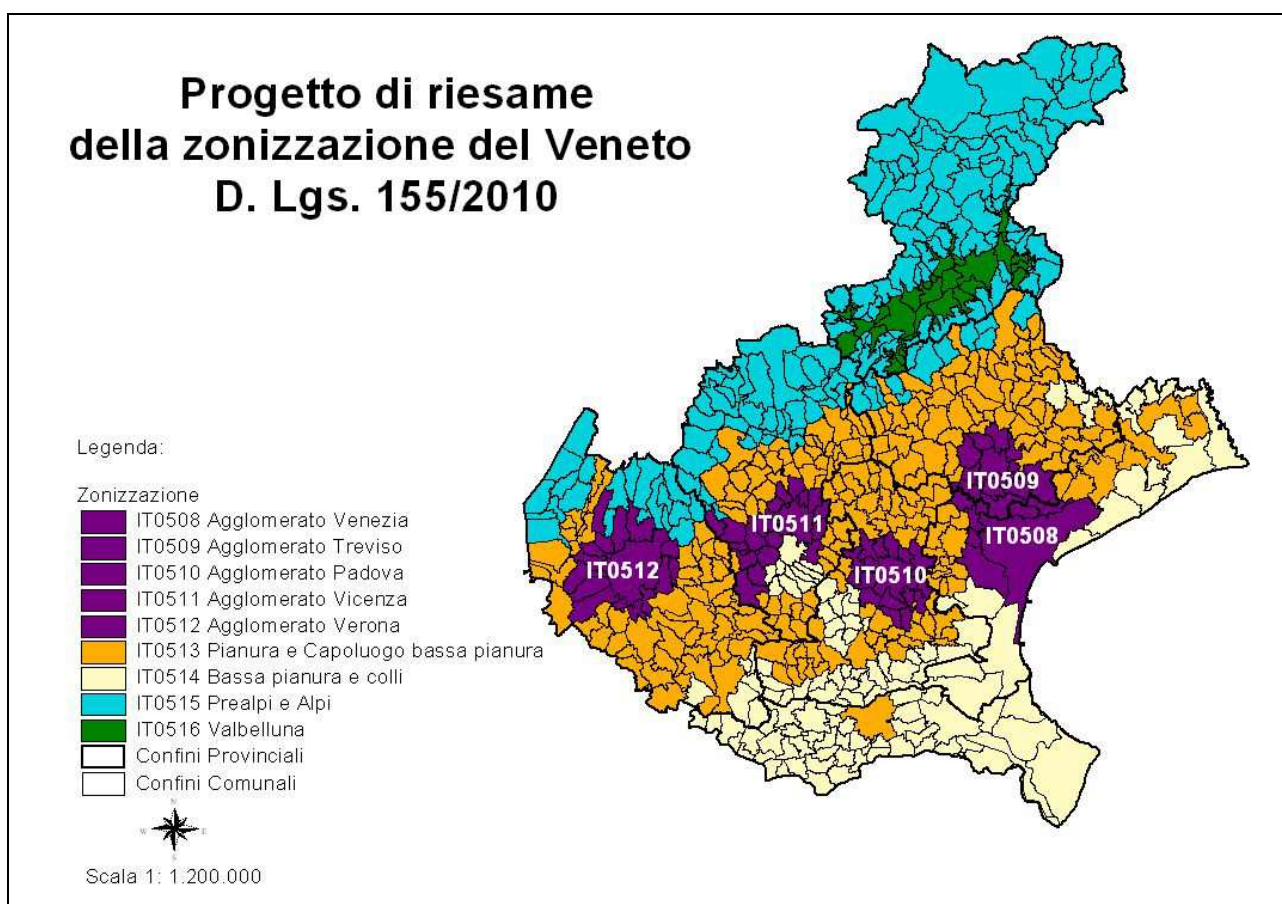 Progetto di riesame
della zonizzazione del Veneto
D. Lgs. 155/2010
Legenda:
Zonizzazione
IT0508 Agglomerato Venezia
IT0509 Agglomerato Treviso
IT0510 Agglomerato Padova
IT0511 Agglomerato Vicenza
IT0512 Agglomerato Verona
IT0513 Pianura e Capoluogo bassa pianura
IT0514 Bassa pianura e colli
IT0515 Prealpi e Alpi
IT0516 Valbelluna
Confini Provinciali
Confini Comunali
N
W E
S
Scala 1: 1.200.000
IT0509
IT0511
IT0508
IT0512
IT0510